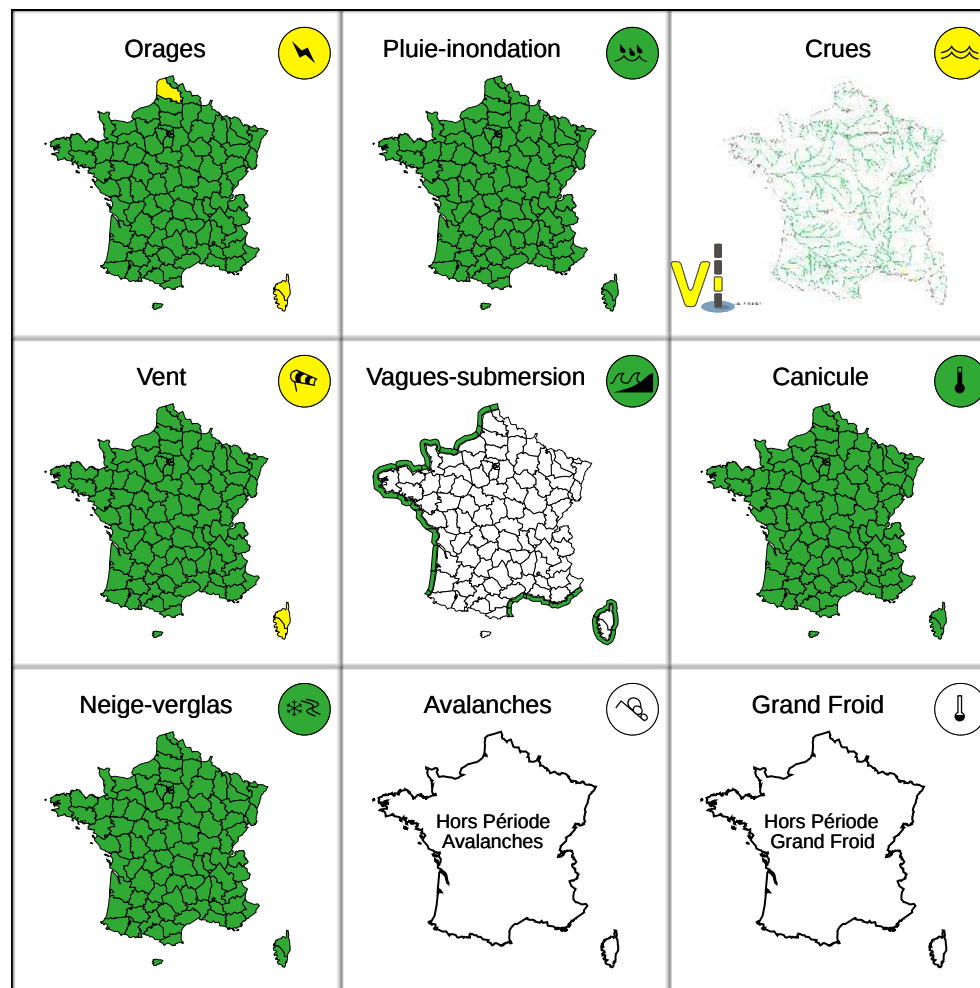 Orages
Pluie-inondation
Crues
Vi
Vent
Vagues-submersion
Canicule
Neige-verglas
Avalanches
Grand Froid
Hors Période
Avalanches
Hors Période
Grand Froid